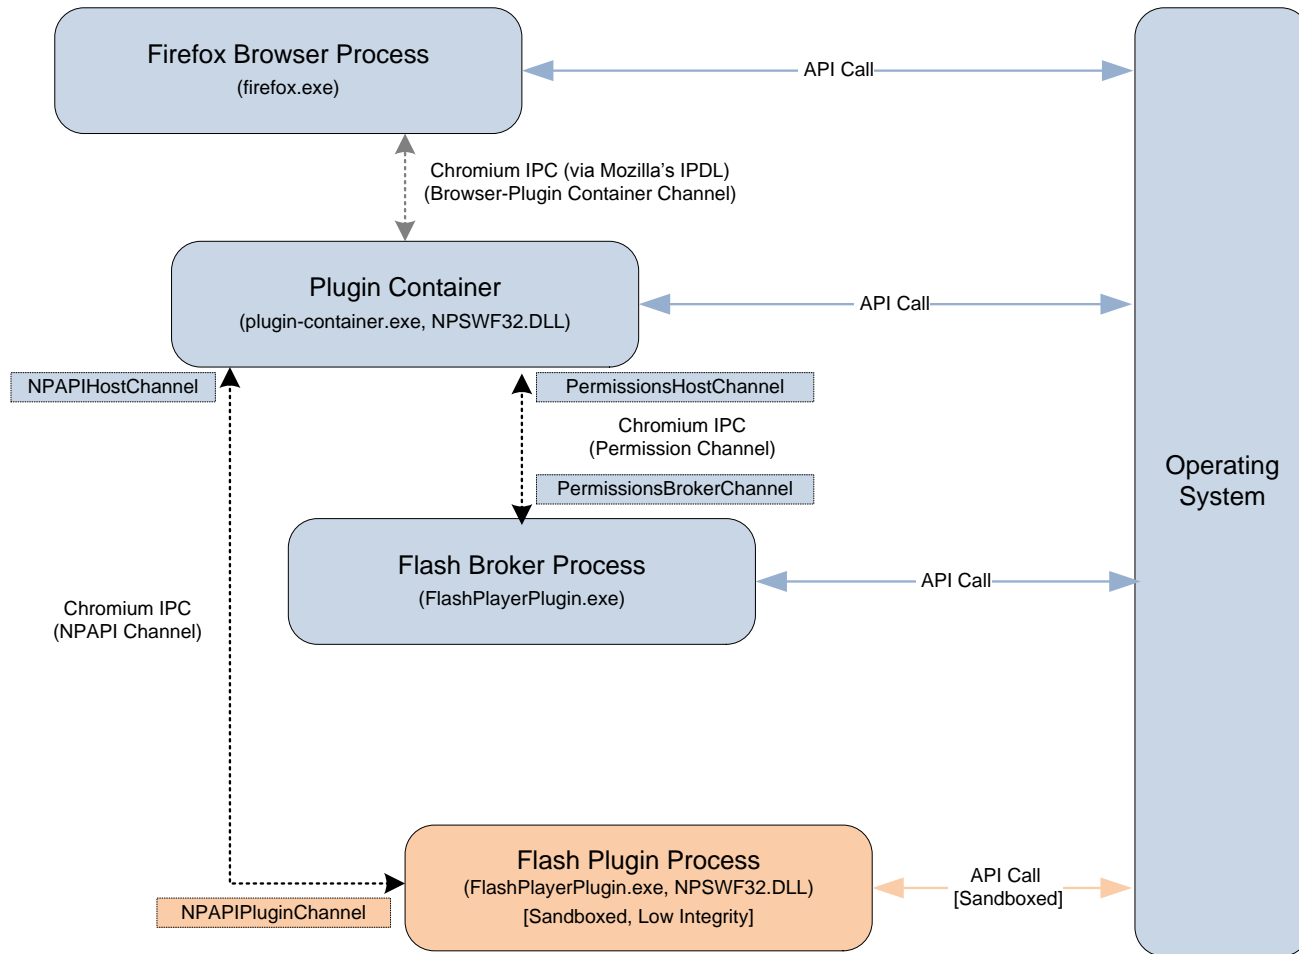 Firefox Browser Process
(firefox.exe)
API Call
Chromium IPC (via Mozilla’s IPDL)
(Browser-Plugin Container Channel)
Plugin Container
(plugin-container.exe, NPSWF32.DLL)
API Call
NPAPIHostChannel
PermissionsHostChannel
Chromium IPC
(Permission Channel)
PermissionsBrokerChannel
Operating
System
Flash Broker Process
(FlashPlayerPlugin.exe)
API Call
Chromium IPC
(NPAPI Channel)
Flash Plugin Process
(FlashPlayerPlugin.exe, NPSWF32.DLL)
[Sandboxed, Low Integrity]
API Call
[Sandboxed]
NPAPIPluginChannel